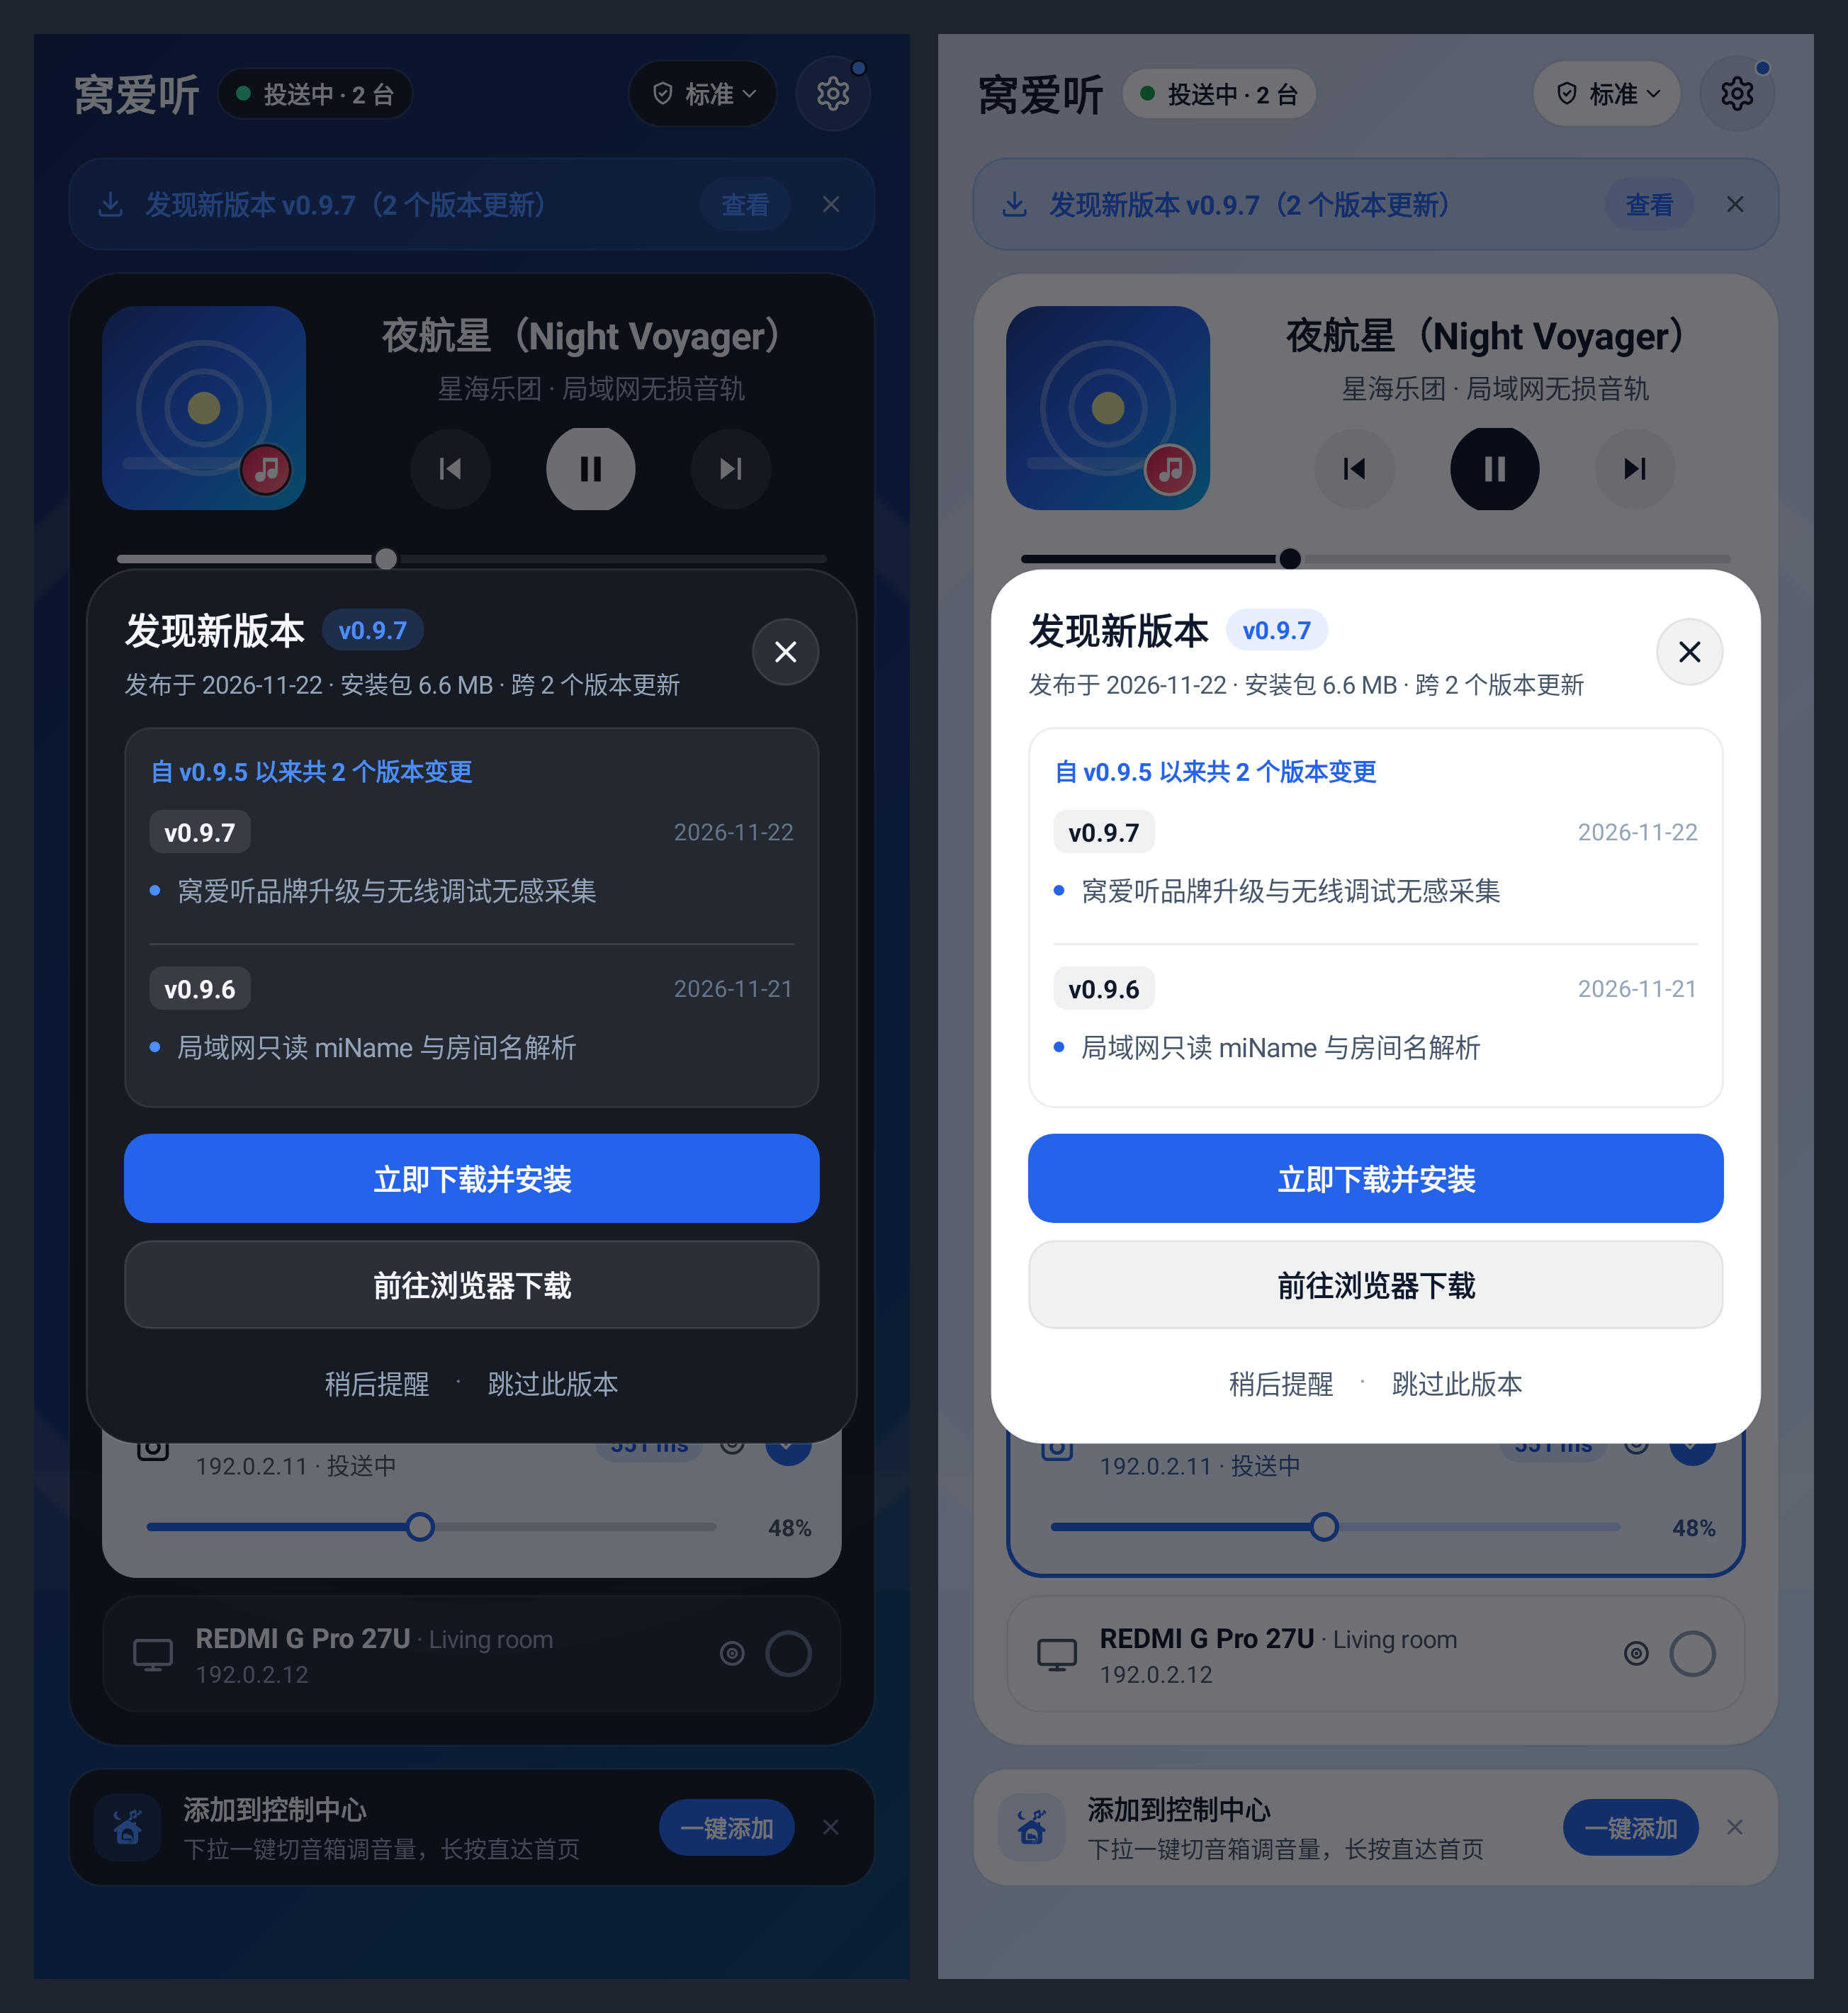 窝爱听
投送中 · 2 台
标准
发现新版本 v0.9.7（2 个版本更新）
查看
夜航星（Night Voyager）
星海乐团 · 局域网无损音轨
发现新版本
v0.9.7
发布于 2026-11-22 · 安装包 6.6 MB · 跨 2 个版本更新
自 v0.9.5 以来共 2 个版本变更
v0.9.7
2026-11-22
窝爱听品牌升级与无线调试无感采集
v0.9.6
2026-11-21
局域网只读 miName 与房间名解析
立即下载并安装
前往浏览器下载
稍后提醒 · 跳过此版本
192.0.2.11 · 投送中
48%
REDMI G Pro 27U · Living room
192.0.2.12
添加到控制中心
下拉一键切音箱调音量，长按直达首页
一键添加
窝爱听
投送中 · 2 台
标准
发现新版本 v0.9.7（2 个版本更新）
查看
夜航星（Night Voyager）
星海乐团 · 局域网无损音轨
发现新版本
v0.9.7
发布于 2026-11-22 · 安装包 6.6 MB · 跨 2 个版本更新
自 v0.9.5 以来共 2 个版本变更
v0.9.7
2026-11-22
窝爱听品牌升级与无线调试无感采集
v0.9.6
2026-11-21
局域网只读 miName 与房间名解析
立即下载并安装
前往浏览器下载
稍后提醒 · 跳过此版本
192.0.2.11 · 投送中
48%
REDMI G Pro 27U · Living room
192.0.2.12
添加到控制中心
下拉一键切音箱调音量，长按直达首页
一键添加